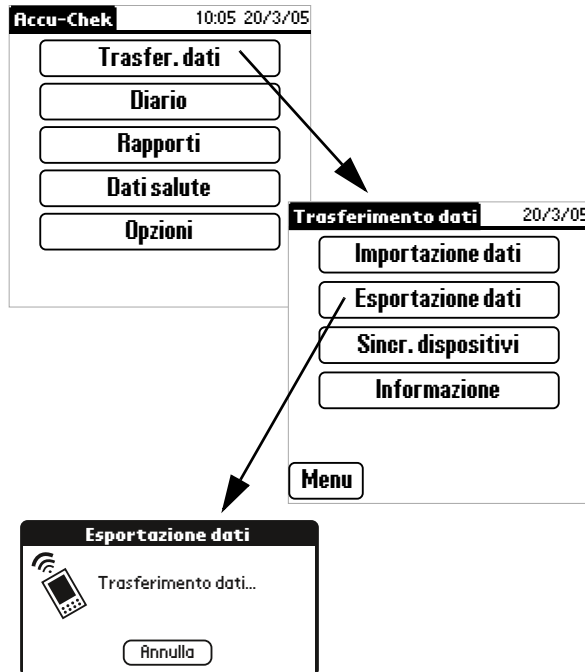 Accu-Chek 10:05 20/3/05
Trasfer. dati
Diario
Rapporti
Dati salute
Opzioni
Trasferimento dati 20/3/05
Importazione dati
Esportazione dati
Sincr. dispositivi
Informazione
Menu
Esportazione dati
Trasferimento dati...
Annulla